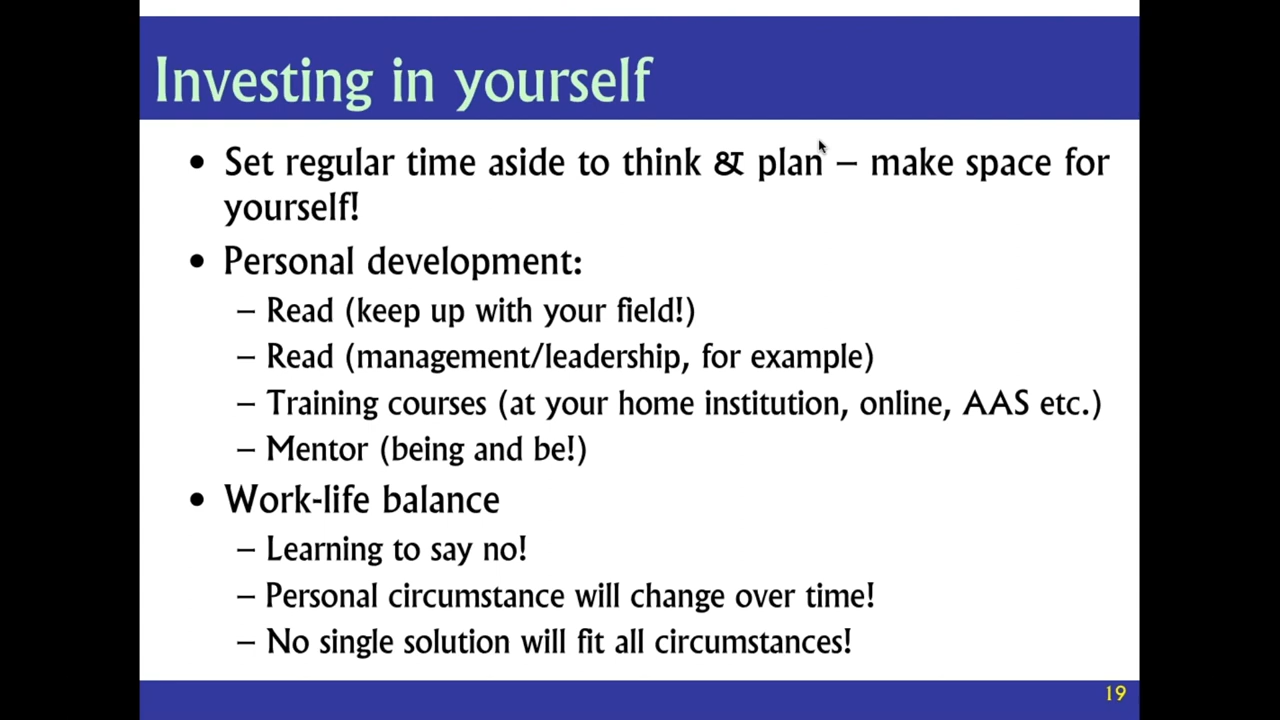 Investing in yourself
• Set regular time aside to think & plan – make space for
yourself!
• Personal development:
– Read (keep up with your field!)
– Read (management/leadership, for example)
– Training courses (at your home institution, online, AAS etc.)
– Mentor (being and be!)
• Work-life balance
– Learning to say no!
– Personal circumstance will change over time!
– No single solution will fit all circumstances!
19